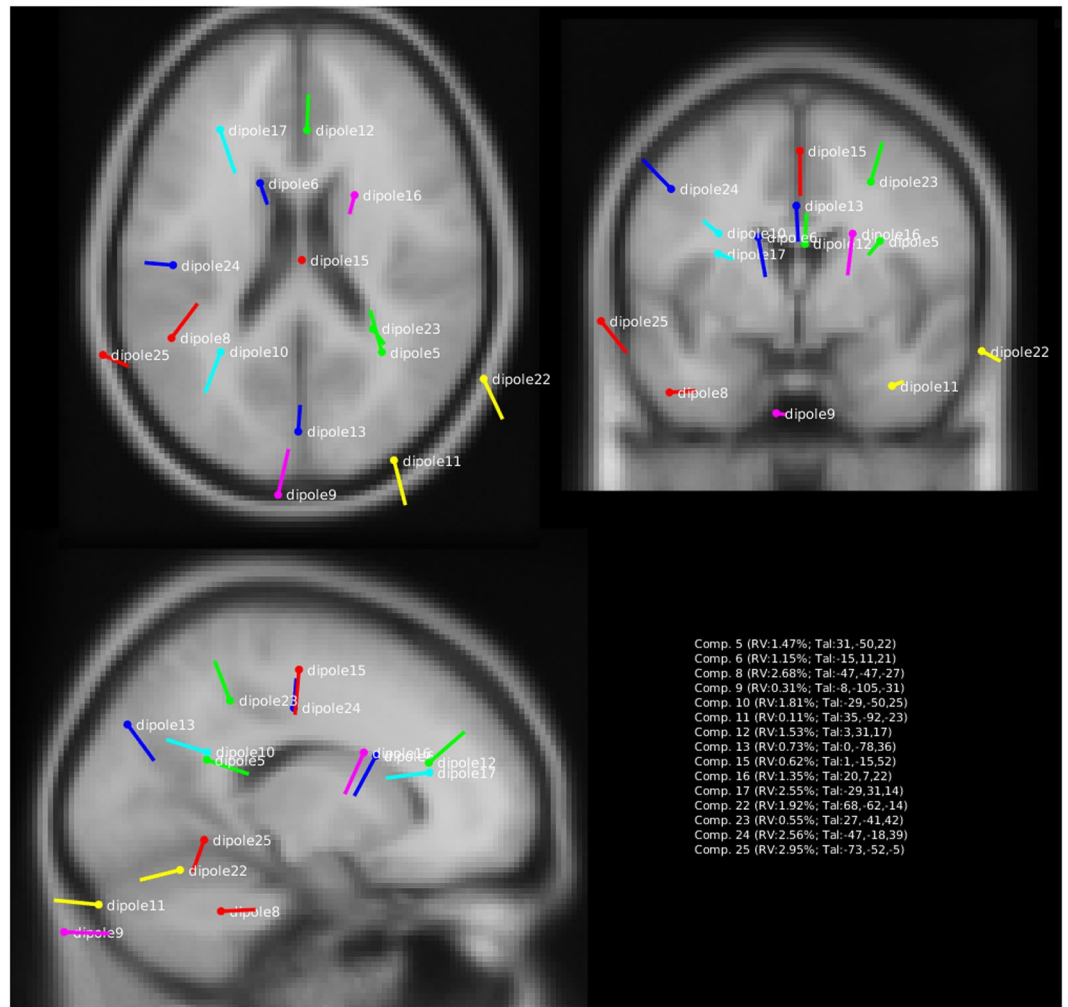 dipole17
dipole12
dipole6
dipole16
dipole24
dipole15
dipole8
dipole23
dipole25
dipole10
dipole5
dipole22
dipole13
dipole11
dipole9
dipole15
dipole24
dipole23
dipole13
dipole10
dipole6
dipole16
dipole12
dipole5
dipole17
dipole25
dipole22
dipole8
dipole11
dipole9
dipole15
dipole23
dipole24
dipole13
dipole10
dipole16
dipole5
dipole12
dipole17
dipole25
dipole22
dipole11
dipole8
dipole9
Comp. 5 (RV:1.47%; Tal:31,-50,22)
Comp. 6 (RV:1.15%; Tal:-15,11,21)
Comp. 8 (RV:2.68%; Tal:-47,-47,-27)
Comp. 9 (RV:0.31%; Tal:-8,-105,-31)
Comp. 10 (RV:1.81%; Tal:-29,-50,25)
Comp. 11 (RV:0.11%; Tal:35,-92,-23)
Comp. 12 (RV:1.53%; Tal:3,31,17)
Comp. 13 (RV:0.73%; Tal:0,-78,36)
Comp. 15 (RV:0.62%; Tal:1,-15,52)
Comp. 16 (RV:1.35%; Tal:20,7,22)
Comp. 17 (RV:2.55%; Tal:-29,31,14)
Comp. 22 (RV:1.92%; Tal:68,-62,-14)
Comp. 23 (RV:0.55%; Tal:27,-41,42)
Comp. 24 (RV:2.56%; Tal:-47,-18,39)
Comp. 25 (RV:2.95%; Tal:-73,-52,-5)